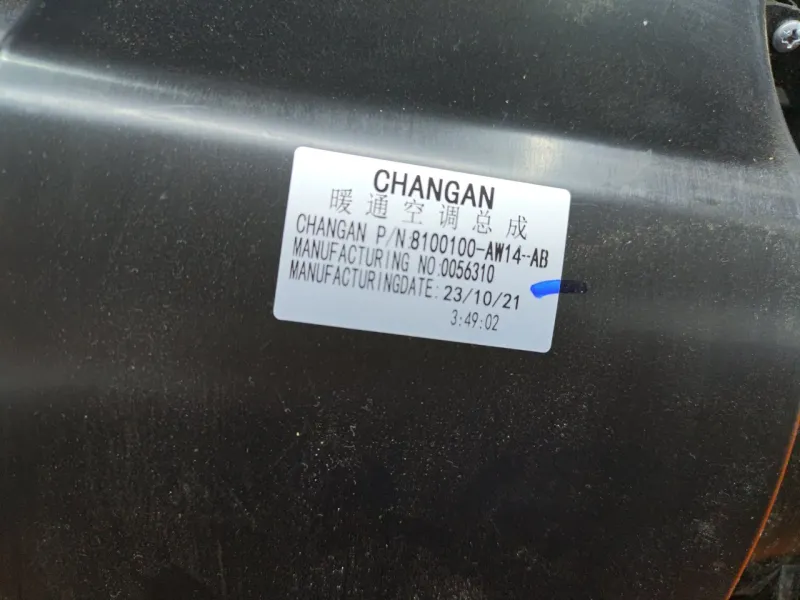 CHANGAN
暖通空调总成
CHANGAN P/N:8100100-AW14-AB
MANUFACTURING NO:0056310
MANUFACTURINGDATE: 23/10/21
3:49:02